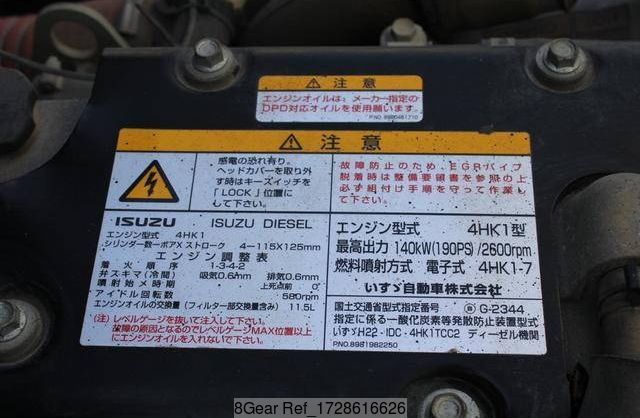 注意
エンジンオイルは、メーカー指定の
DPD対応オイルを使用願います。
P/NO.8980461710
注意
感電の恐れ有り。
ヘッドカバーを取り外
す時はキースイッチを
「LOCK」位置に
して下さい。
故障防止のため、EGRパイプ
脱着時は整備要領書を参照の上
必ず組付け手順を守って作業し
て下さい。
ISUZU ISUZU DIESEL
エンジン型式 4HK1
シリンダ数ーボアXストローク 4-115X125mm
エンジン調整表
着火順序 1-3-4-2
弁スキマ(冷間) 吸気0.6mm 排気0.6mm
噴射始め時期 上死点前 0°
アイドル回転数 580rpm
エンジンオイルの交換量(フィルター部交換量含み) 11.5L
(注)レベルゲージを抜いて注入して下さい。
故障の原因となるのでレベルゲージMAX位置以上
にエンジンオイルを入れないで下さい。
エンジン型式 4HK1型
最高出力 140kW(190PS)/2600rpm
燃料噴射方式 電子式 4HK1-7
いすゞ自動車株式会社
国土交通省型式指定番号 G-2344
指定に係る一酸化炭素等発散防止装置型式
いすゞH22・IDC・4HK1TCC2 ディーゼル機関
P/NO.8981982250
8Gear Ref_1728616626